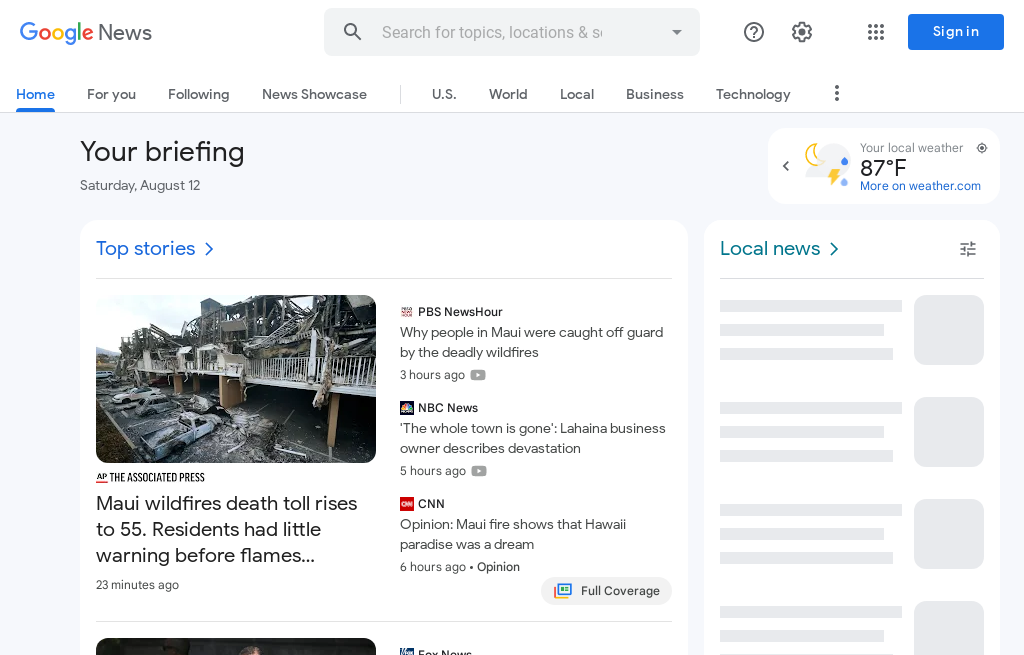 Google News
Search for topics, locations & so
Sign in
Home
For you
Following
News Showcase
U.S.
World
Local
Business
Technology
Your briefing
Saturday, August 12
Your local weather
87°F
More on weather.com
Top stories
AP THE ASSOCIATED PRESS
Maui wildfires death toll rises
to 55. Residents had little
warning before flames...
23 minutes ago
PBS NewsHour
Why people in Maui were caught off guard
by the deadly wildfires
3 hours ago
NBC News
'The whole town is gone': Lahaina business
owner describes devastation
5 hours ago
CNN
Opinion: Maui fire shows that Hawaii
paradise was a dream
6 hours ago • Opinion
Full Coverage
Fox News
Local news